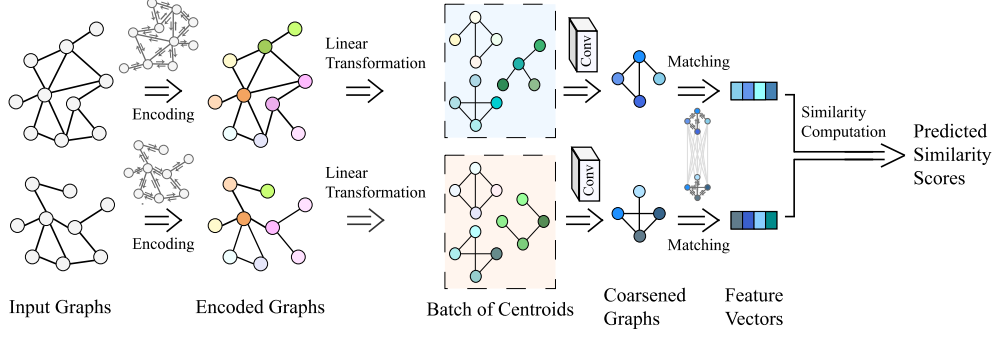 Encoding
Linear
Transformation
Conv
Matching
Similarity
Computation
Predicted
Similarity
Scores
Encoding
Linear
Transformation
Conv
Matching
Input Graphs
Encoded Graphs
Batch of Centroids
Coarsened
Graphs
Feature
Vectors